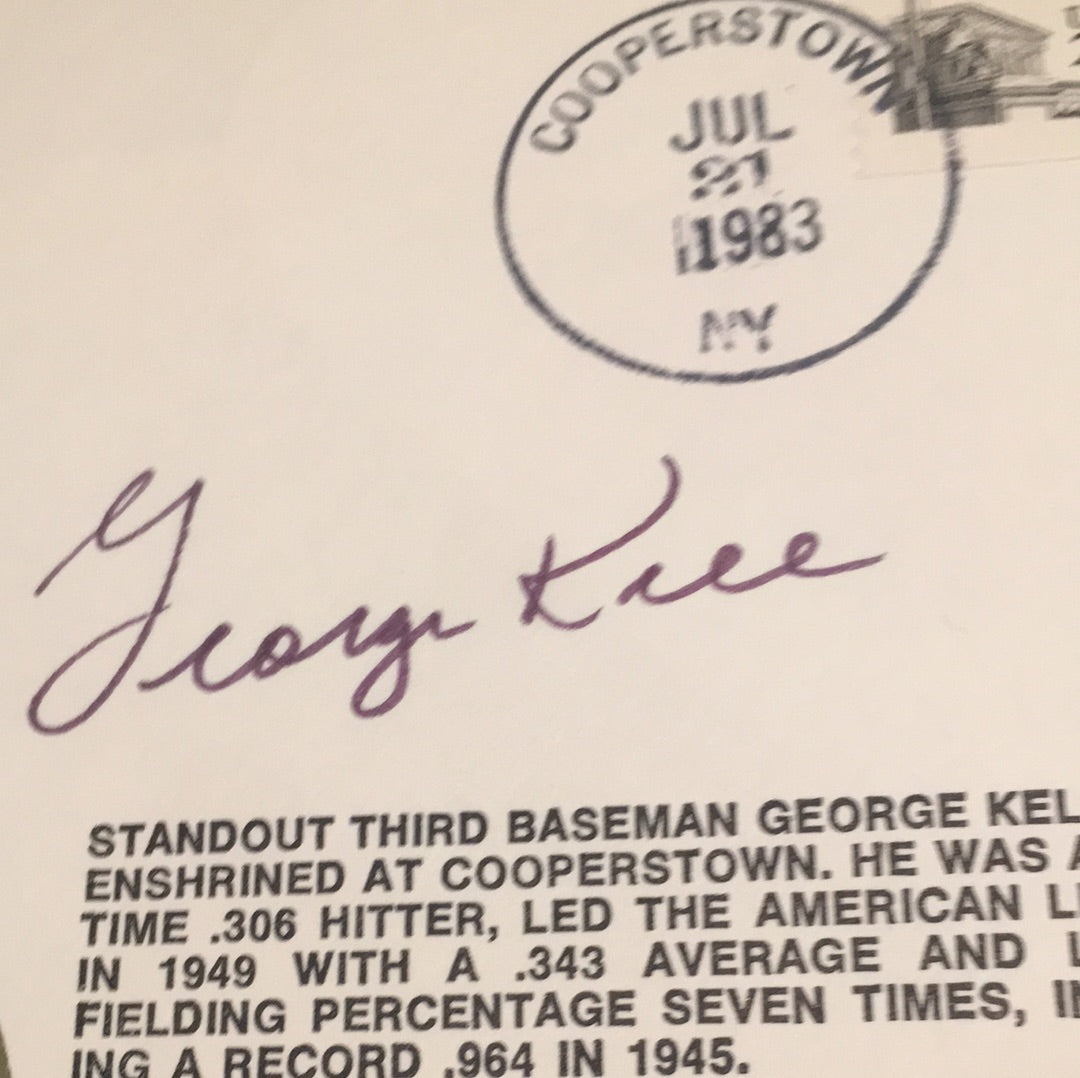 COOPERSTOWN
JUL
1983
NY
George Kell
STANDOUT THIRD BASEMAN GEORGE KEL
ENSHRINED AT COOPERSTOWN. HE WAS A
TIME .306 HITTER, LED THE AMERICAN L
IN 1949 WITH A .343 AVERAGE AND L
FIELDING PERCENTAGE SEVEN TIMES, IN
ING A RECORD .964 IN 1945.